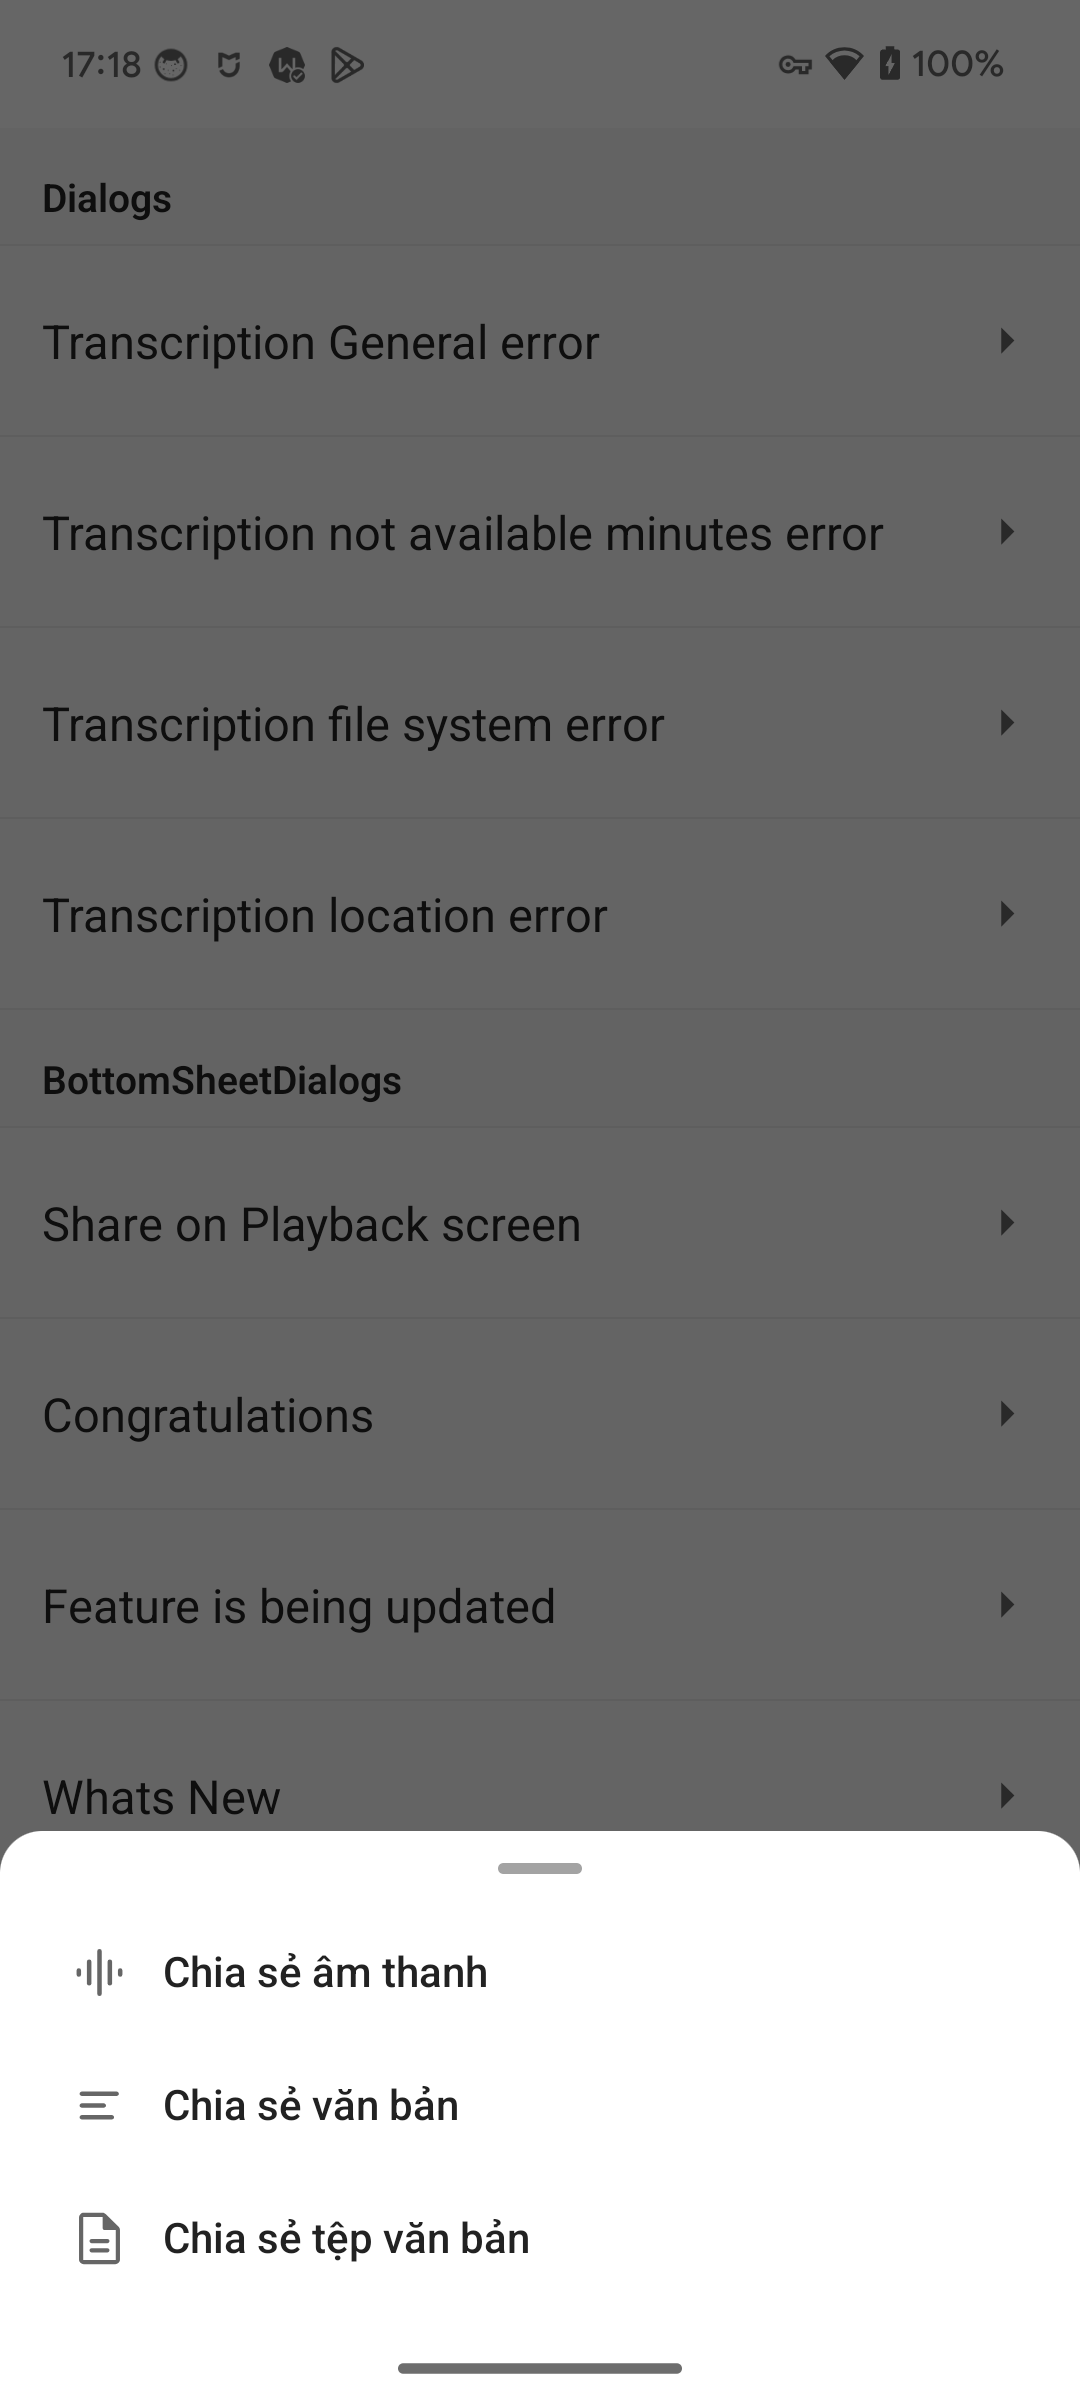 17:18
100%
Dialogs
Transcription General error
Transcription not available minutes error
Transcription file system error
Transcription location error
BottomSheetDialogs
Share on Playback screen
Congratulations
Feature is being updated
Whats New
Chia sẻ âm thanh
Chia sẻ văn bản
Chia sẻ tệp văn bản